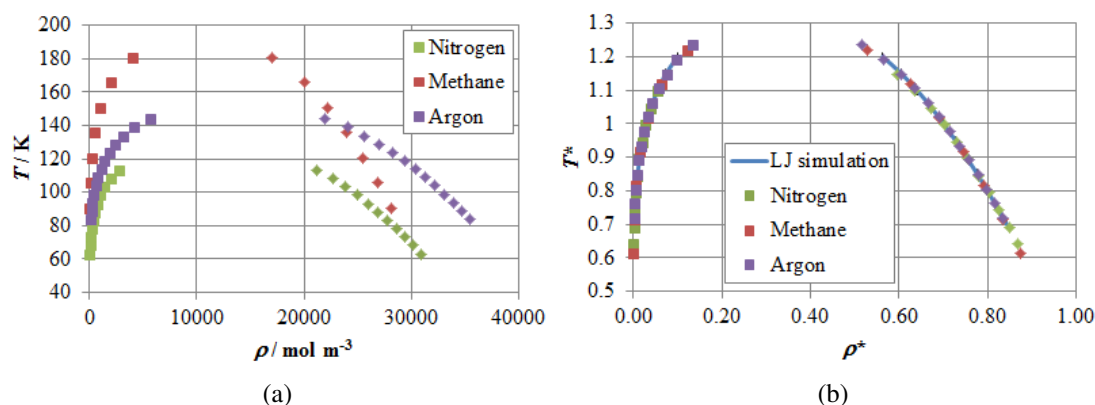 200
180
160
140
120
100
80
60
40
T / K
0
10000
20000
30000
40000
ρ / mol m⁻³
Nitrogen
Methane
Argon
(a)
1.3
1.2
1.1
1
0.9
0.8
0.7
0.6
0.5
T*
0.00
0.20
0.40
0.60
0.80
1.00
ρ*
LJ simulation
Nitrogen
Methane
Argon
(b)